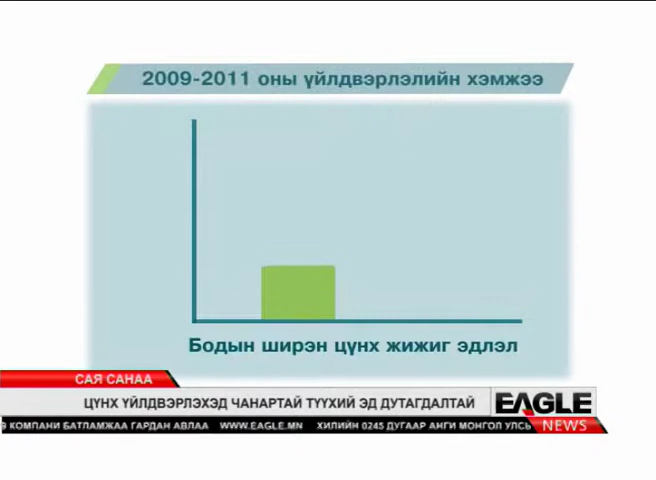 2009-2011 оны үйлдвэрлэлийн хэмжээ
Бодын ширэн цүнх жижиг эдлэл
САЯ САНАА
ЦҮНХ ҮЙЛДВЭРЛЭХЭД ЧАНАРТАЙ ТҮҮХИЙ ЭД ДУТАГДАЛТАЙ
EAGLE
NEWS
КОМПАНИ БАТЛАМЖАА ГАРДАН АВЛАА WWW.EAGLE.MN ХИЛИЙН 0245 ДУГААР АНГИ МОНГОЛ УЛСЫ